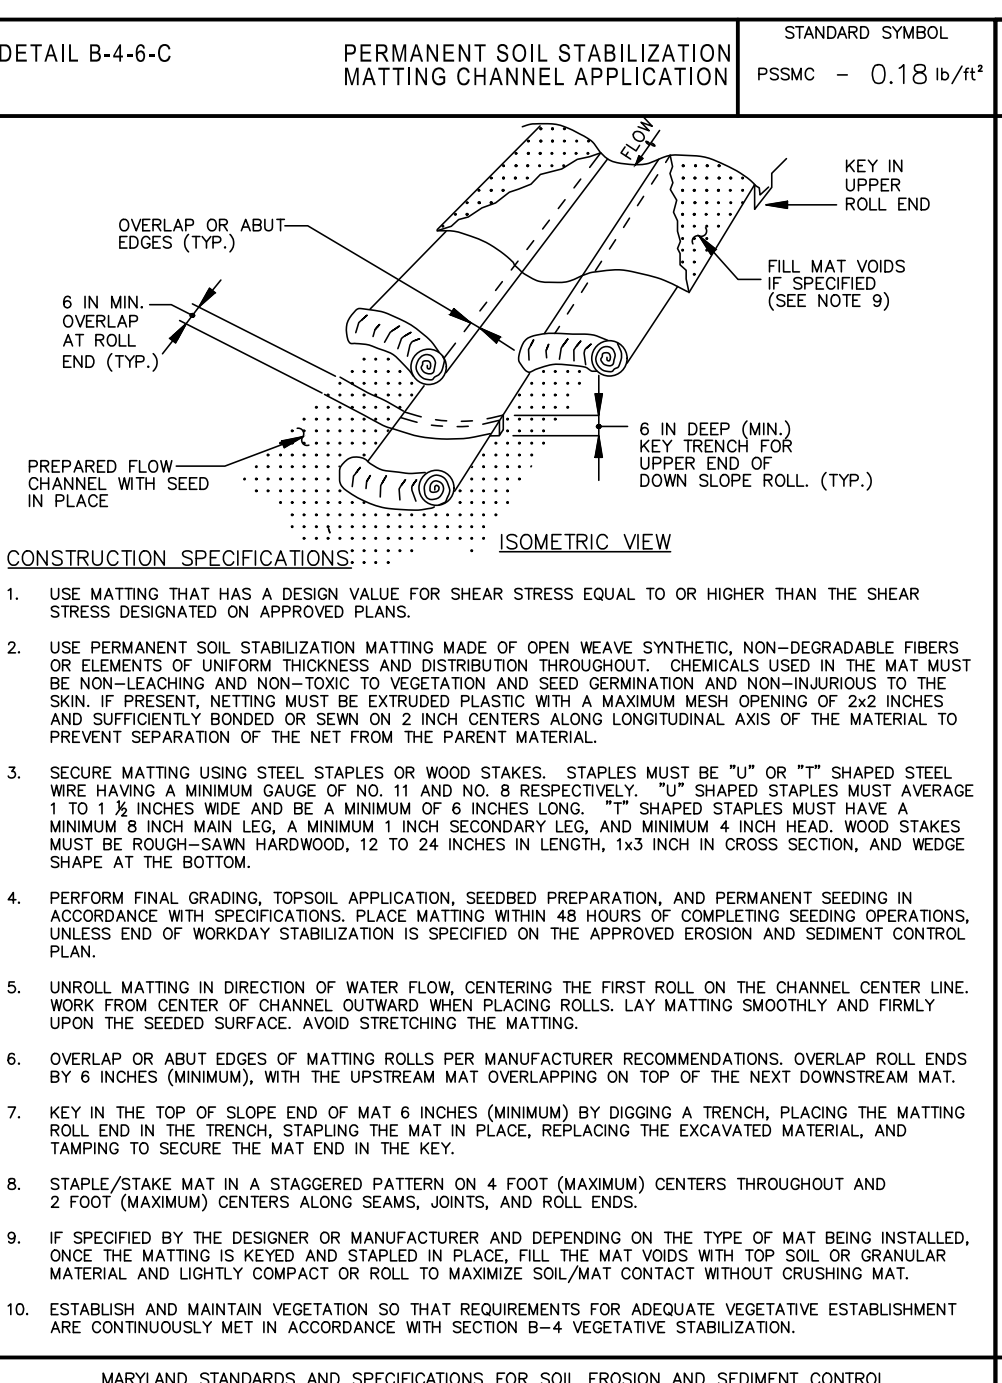 DETAIL B-4-6-C
PERMANENT SOIL STABILIZATION
MATTING CHANNEL APPLICATION
STANDARD SYMBOL
PSSMC - 0.18 lb/ft²
FLOW
KEY IN
UPPER
ROLL END
OVERLAP OR ABUT
EDGES (TYP.)
FILL MAT VOIDS
IF SPECIFIED
(SEE NOTE 9)
6 IN MIN.
OVERLAP
AT ROLL
END (TYP.)
6 IN DEEP (MIN.)
KEY TRENCH FOR
UPPER END OF
DOWN SLOPE ROLL. (TYP.)
PREPARED FLOW
CHANNEL WITH SEED
IN PLACE
ISOMETRIC VIEW
CONSTRUCTION SPECIFICATIONS:
1. USE MATTING THAT HAS A DESIGN VALUE FOR SHEAR STRESS EQUAL TO OR HIGHER THAN THE SHEAR
STRESS DESIGNATED ON APPROVED PLANS.
2. USE PERMANENT SOIL STABILIZATION MATTING MADE OF OPEN WEAVE SYNTHETIC, NON-DEGRADABLE FIBERS
OR ELEMENTS OF UNIFORM THICKNESS AND DISTRIBUTION THROUGHOUT. CHEMICALS USED IN THE MAT MUST
BE NON-LEACHING AND NON-TOXIC TO VEGETATION AND SEED GERMINATION AND NON-INJURIOUS TO THE
SKIN. IF PRESENT, NETTING MUST BE EXTRUDED PLASTIC WITH A MAXIMUM MESH OPENING OF 2x2 INCHES
AND SUFFICIENTLY BONDED OR SEWN ON 2 INCH CENTERS ALONG LONGITUDINAL AXIS OF THE MATERIAL TO
PREVENT SEPARATION OF THE NET FROM THE PARENT MATERIAL.
3. SECURE MATTING USING STEEL STAPLES OR WOOD STAKES. STAPLES MUST BE "U" OR "T" SHAPED STEEL
WIRE HAVING A MINIMUM GAUGE OF NO. 11 AND NO. 8 RESPECTIVELY. "U" SHAPED STAPLES MUST AVERAGE
1 TO 1 ½ INCHES WIDE AND BE A MINIMUM OF 6 INCHES LONG. "T" SHAPED STAPLES MUST HAVE A
MINIMUM 8 INCH MAIN LEG, A MINIMUM 1 INCH SECONDARY LEG, AND MINIMUM 4 INCH HEAD. WOOD STAKES
MUST BE ROUGH-SAWN HARDWOOD, 12 TO 24 INCHES IN LENGTH, 1x3 INCH IN CROSS SECTION, AND WEDGE
SHAPE AT THE BOTTOM.
4. PERFORM FINAL GRADING, TOPSOIL APPLICATION, SEEDBED PREPARATION, AND PERMANENT SEEDING IN
ACCORDANCE WITH SPECIFICATIONS. PLACE MATTING WITHIN 48 HOURS OF COMPLETING SEEDING OPERATIONS,
UNLESS END OF WORKDAY STABILIZATION IS SPECIFIED ON THE APPROVED EROSION AND SEDIMENT CONTROL
PLAN.
5. UNROLL MATTING IN DIRECTION OF WATER FLOW, CENTERING THE FIRST ROLL ON THE CHANNEL CENTER LINE.
WORK FROM CENTER OF CHANNEL OUTWARD WHEN PLACING ROLLS. LAY MATTING SMOOTHLY AND FIRMLY
UPON THE SEEDED SURFACE. AVOID STRETCHING THE MATTING.
6. OVERLAP OR ABUT EDGES OF MATTING ROLLS PER MANUFACTURER RECOMMENDATIONS. OVERLAP ROLL ENDS
BY 6 INCHES (MINIMUM), WITH THE UPSTREAM MAT OVERLAPPING ON TOP OF THE NEXT DOWNSTREAM MAT.
7. KEY IN THE TOP OF SLOPE END OF MAT 6 INCHES (MINIMUM) BY DIGGING A TRENCH, PLACING THE MATTING
ROLL END IN THE TRENCH, STAPLING THE MAT IN PLACE, REPLACING THE EXCAVATED MATERIAL, AND
TAMPING TO SECURE THE MAT END IN THE KEY.
8. STAPLE/STAKE MAT IN A STAGGERED PATTERN ON 4 FOOT (MAXIMUM) CENTERS THROUGHOUT AND
2 FOOT (MAXIMUM) CENTERS ALONG SEAMS, JOINTS, AND ROLL ENDS.
9. IF SPECIFIED BY THE DESIGNER OR MANUFACTURER AND DEPENDING ON THE TYPE OF MAT BEING INSTALLED,
ONCE THE MATTING IS KEYED AND STAPLED IN PLACE, FILL THE MAT VOIDS WITH TOP SOIL OR GRANULAR
MATERIAL AND LIGHTLY COMPACT OR ROLL TO MAXIMIZE SOIL/MAT CONTACT WITHOUT CRUSHING MAT.
10. ESTABLISH AND MAINTAIN VEGETATION SO THAT REQUIREMENTS FOR ADEQUATE VEGETATIVE ESTABLISHMENT
ARE CONTINUOUSLY MET IN ACCORDANCE WITH SECTION B-4 VEGETATIVE STABILIZATION.
MARYLAND STANDARDS AND SPECIFICATIONS FOR SOIL EROSION AND SEDIMENT CONTROL